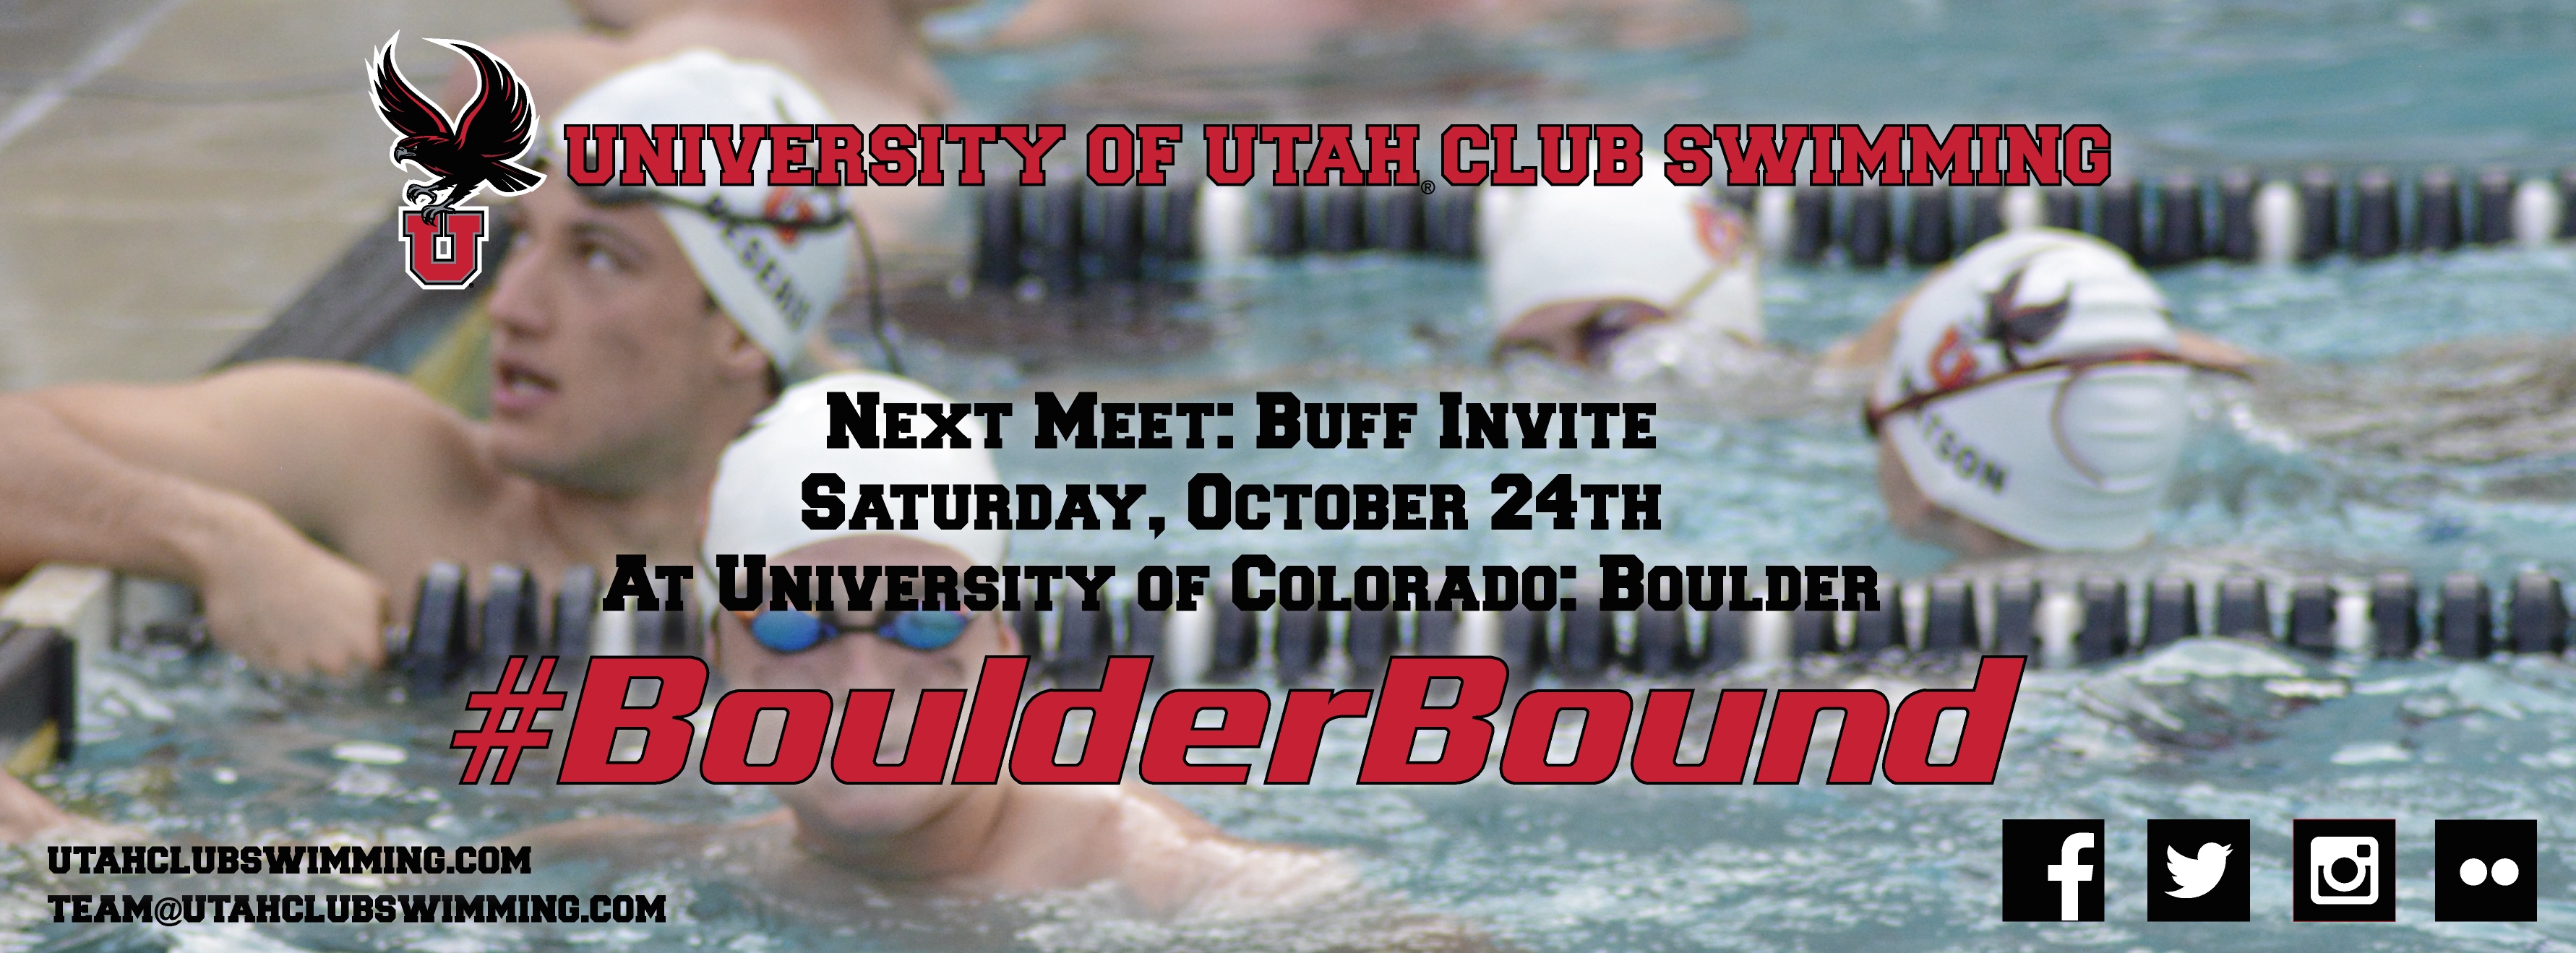 UNIVERSITY OF UTAH® CLUB SWIMMING
U
NEXT MEET: BUFF INVITE
SATURDAY, OCTOBER 24TH
AT UNIVERSITY OF COLORADO: BOULDER
#BoulderBound
UTAHCLUBSWIMMING.COM
TEAM@UTAHCLUBSWIMMING.COM